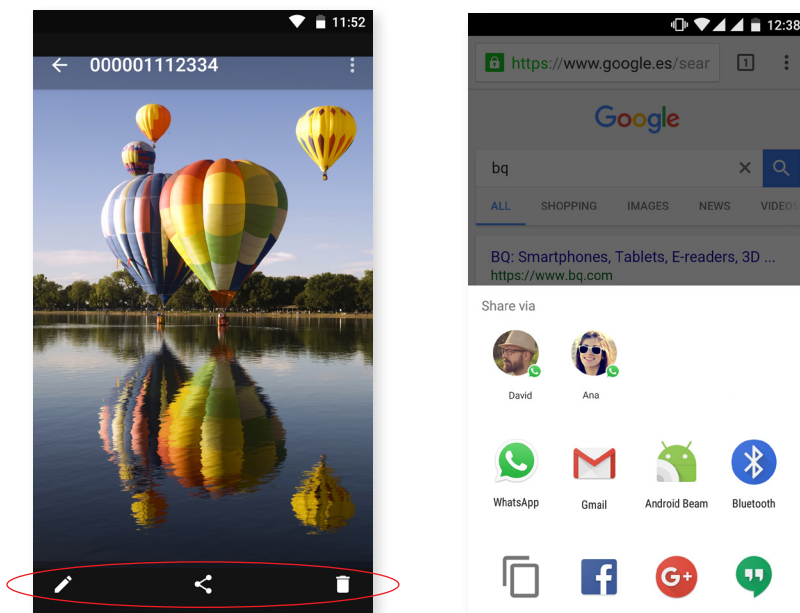 11:52
000001112334
12:38
https://www.google.es/sear
1
Google
bq
ALL SHOPPING IMAGES NEWS VIDEOS
BQ: Smartphones, Tablets, E-readers, 3D ...
https://www.bq.com
Share via
David Ana
WhatsApp Gmail Android Beam Bluetooth
f G+